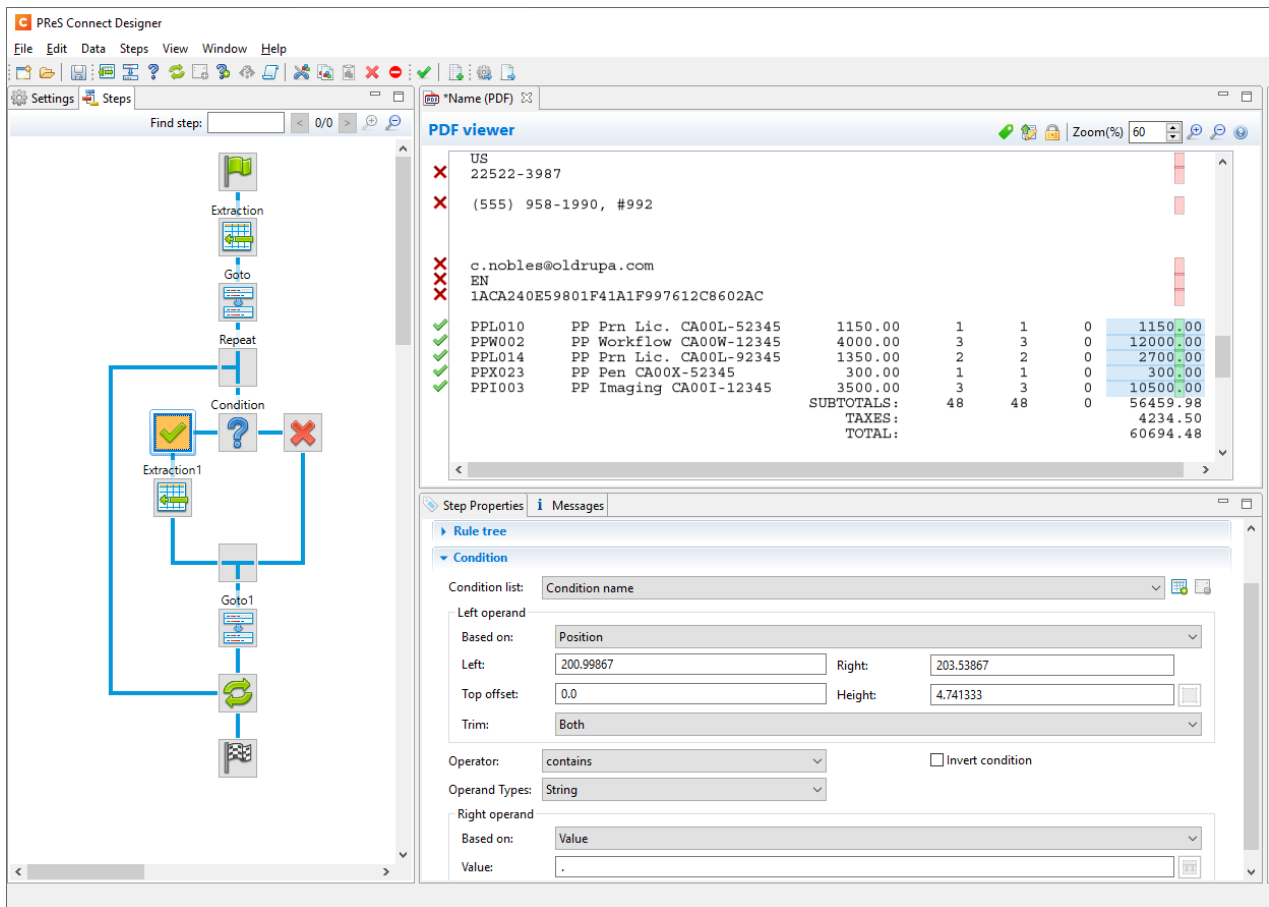 PReS Connect Designer
File Edit Data Steps View Window Help
Settings Steps
Find step: < 0/0 >
Extraction
Goto
Repeat
Condition
Extraction1
Goto1
*Name (PDF)
PDF viewer Zoom(%) 60
US
22522-3987
(555) 958-1990, #992
c.nobles@oldrupa.com
EN
1ACA240E59801F41A1F997612C8602AC
PPL010 PP Prn Lic. CA00L-52345 1150.00 1 1 0 1150.00
PPW002 PP Workflow CA00W-12345 4000.00 3 3 0 12000.00
PPL014 PP Prn Lic. CA00L-92345 1350.00 2 2 0 2700.00
PPX023 PP Pen CA00X-52345 300.00 1 1 0 300.00
PPI003 PP Imaging CA00I-12345 3500.00 3 3 0 10500.00
SUBTOTALS: 48 48 0 56459.98
TAXES: 4234.50
TOTAL: 60694.48
Step Properties Messages
Rule tree
Condition
Condition list: Condition name
Left operand
Based on: Position
Left: 200.99867 Right: 203.53867
Top offset: 0.0 Height: 4.741333
Trim: Both
Operator: contains Invert condition
Operand Types: String
Right operand
Based on: Value
Value: .